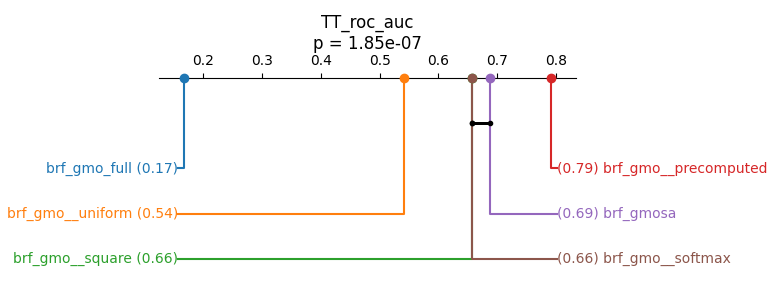 TT_roc_auc
p = 1.85e-07
0.2 0.3 0.4 0.5 0.6 0.7 0.8
brf_gmo_full (0.17) (0.79) brf_gmo__precomputed
brf_gmo__uniform (0.54) (0.69) brf_gmosa
brf_gmo__square (0.66) (0.66) brf_gmo__softmax